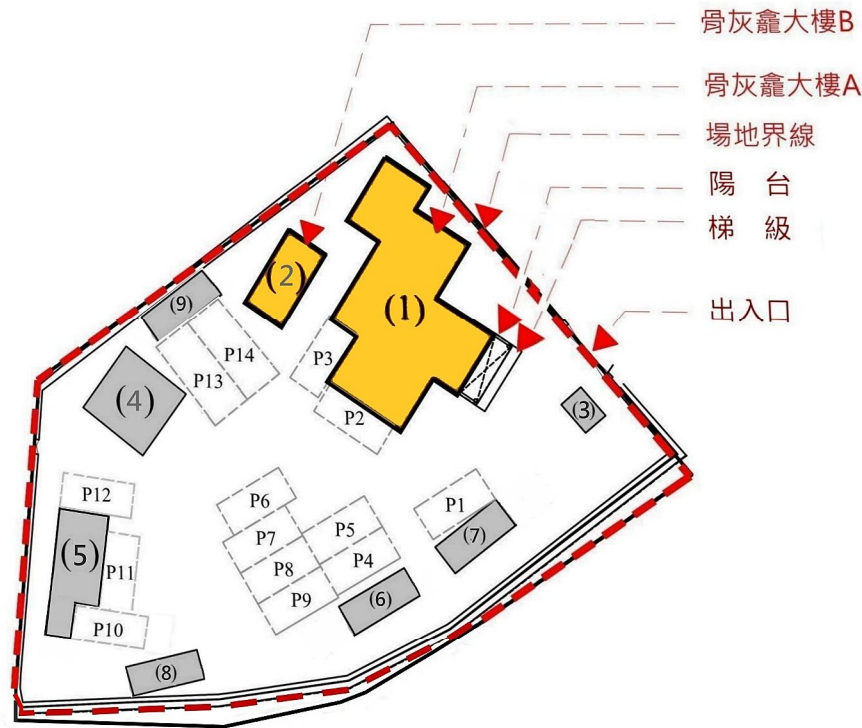 骨灰龕大樓B
骨灰龕大樓A
場地界線
陽 台
梯 級
出入口
(1)
(2)
(9)
P14
P3
P13
(4)
P2
(3)
P12
P6
P1
P5
P7
(7)
(5)
P4
P8
P11
P9
(6)
P10
(8)